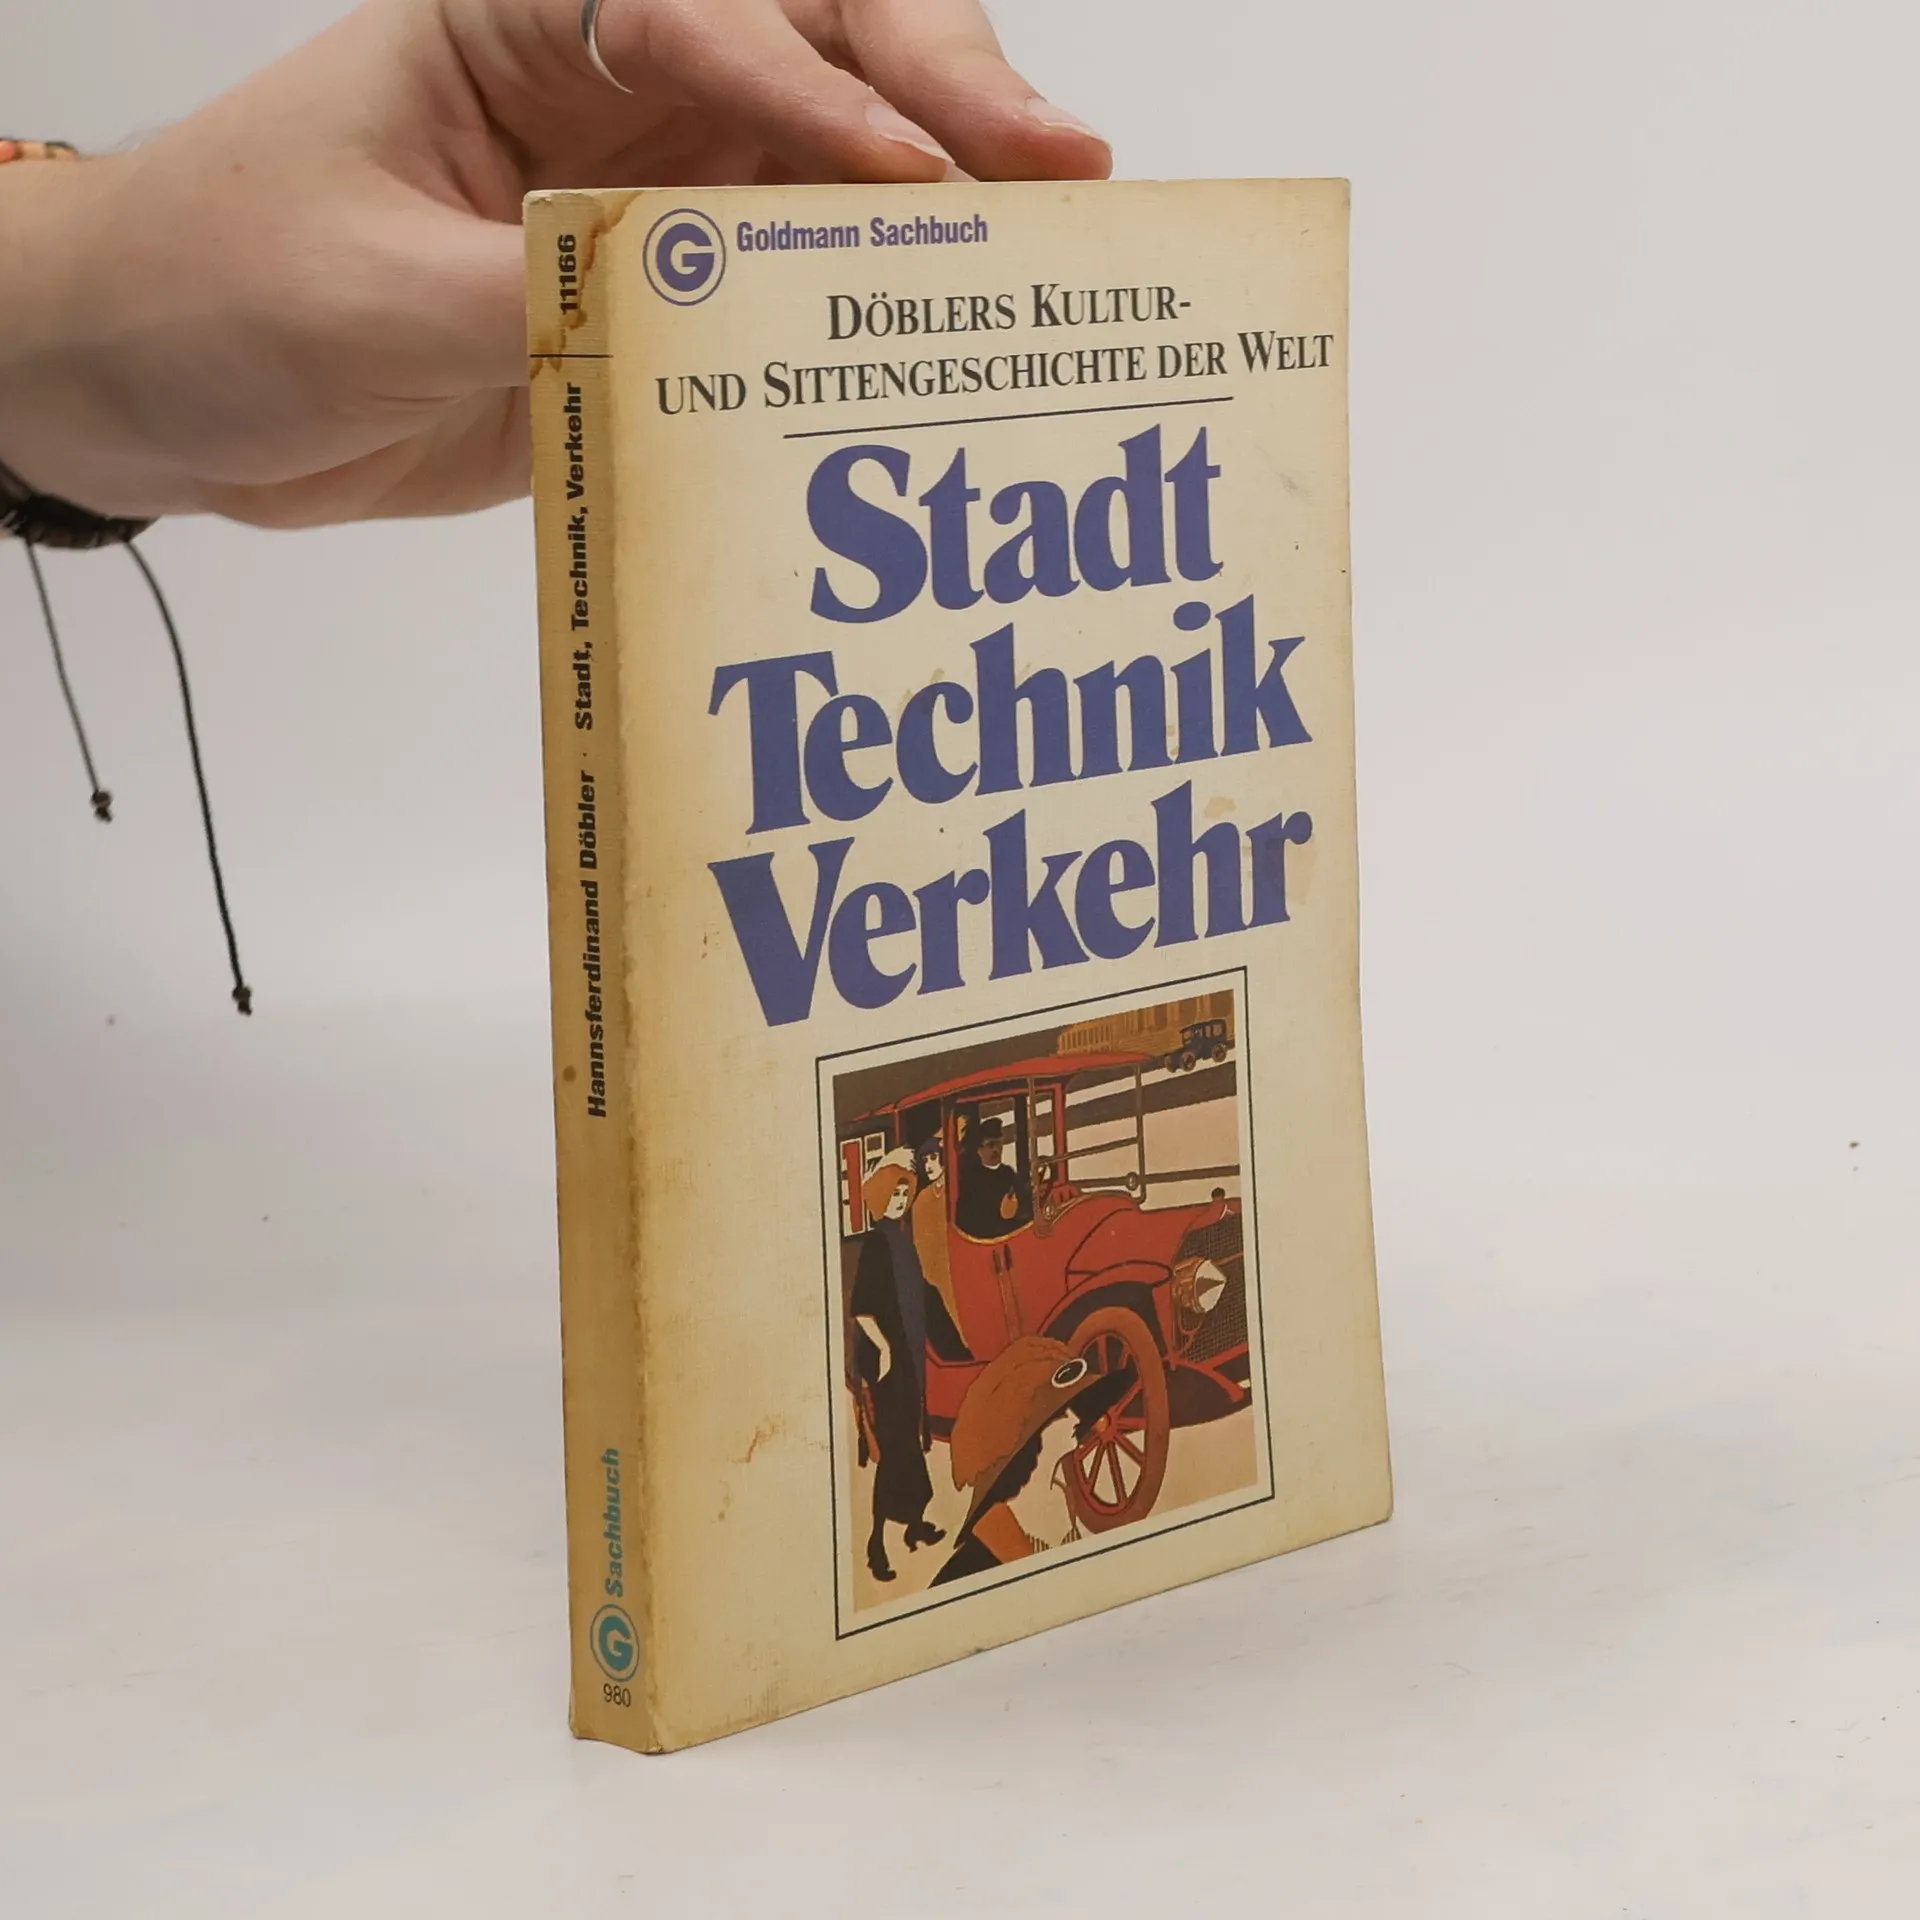 G Goldmann Sachbuch
DÖBLERS KULTUR-
UND SITTENGESCHICHTE DER WELT
Stadt
Technik
Verkehr
11166
Hannsferdinand Döbler · Stadt, Technik, Verkehr
G Sachbuch
980